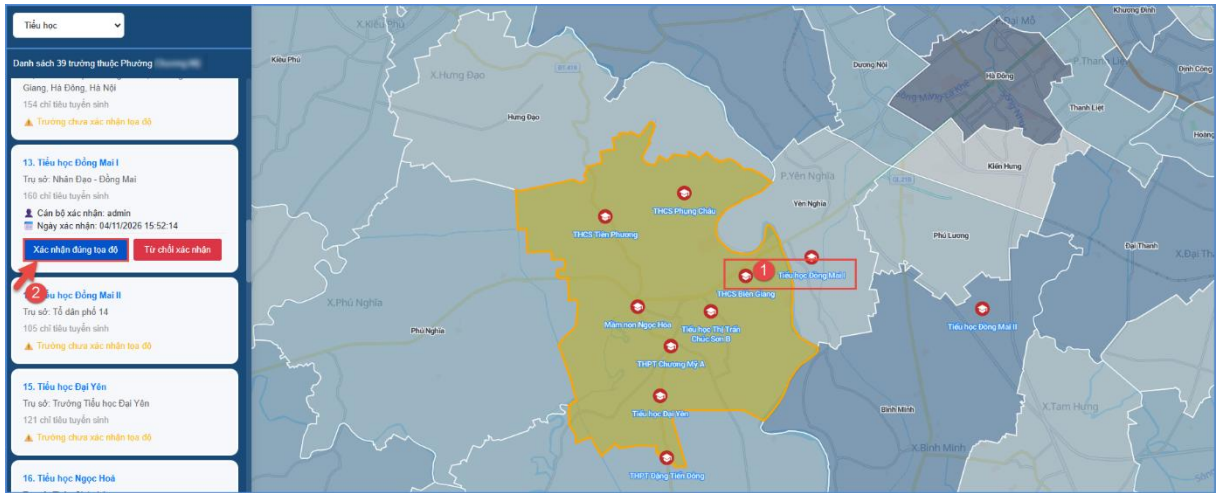 Tiểu học
Danh sách 39 trường thuộc Phường
Giang, Hà Đông, Hà Nội
154 chỉ tiêu tuyển sinh
Trường chưa xác nhận tọa độ
13. Tiểu học Đồng Mai I
Trụ sở: Nhân Đạo - Đồng Mai
160 chỉ tiêu tuyển sinh
Cán bộ xác nhận: admin
Ngày xác nhận: 04/11/2026 15:52:14
Xác nhận đúng tọa độ
Từ chối xác nhận
2
học Đồng Mai II
Trụ sở: Tổ dân phố 14
105 chỉ tiêu tuyển sinh
Trường chưa xác nhận tọa độ
15. Tiểu học Đại Yên
Trụ sở: Trường Tiểu học Đại Yên
121 chỉ tiêu tuyển sinh
Trường chưa xác nhận tọa độ
16. Tiểu học Ngọc Hoà
X.Kiều Phú
Kiều Phú
X.Hưng Đạo
Hưng Đạo
Dương Nội
P.Đại Mỗ
Khương Đình
Hà Đông
P.Thanh Liệt
Định Công
Thanh Liệt
Hoàng
Kiến Hưng
P.Yên Nghĩa
Yên Nghĩa
Phú Lương
Đại Thanh
X.Đại Th
THCS Phụng Châu
THCS Tiên Phương
1
Tiểu học Đồng Mai I
THCS Biên Giang
Tiểu học Đồng Mai II
X.Phú Nghĩa
Phú Nghĩa
Mầm non Ngọc Hòa
Tiểu học Thị Trấn
Chúc Sơn B
THPT Chương Mỹ A
Tiểu học Đại Yên
Bình Minh
X.Bình Minh
X.Tam Hưng
THPT Đặng Tiến Đông